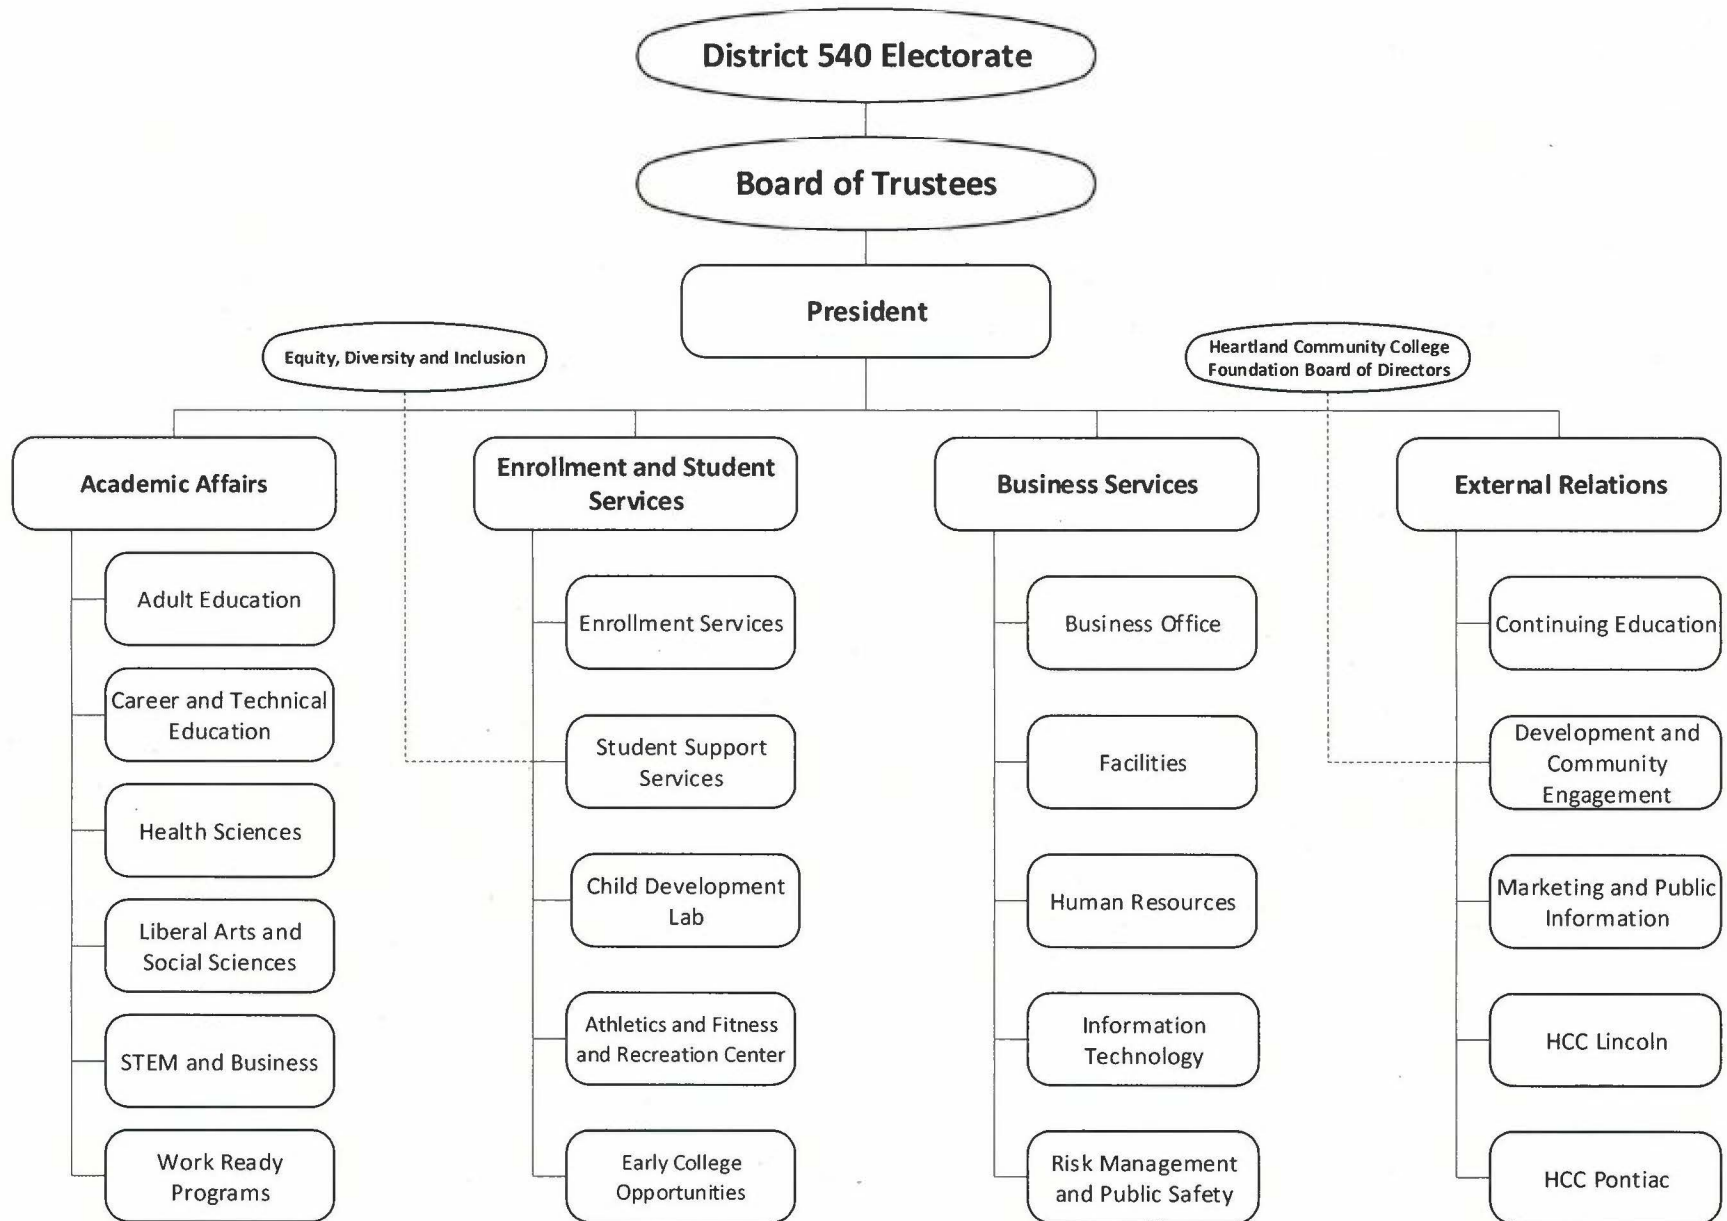 District 540 Electorate
Board of Trustees
President
Equity, Diversity and Inclusion
Heartland Community College
Foundation Board of Directors
Academic Affairs
Adult Education
Career and Technical
Education
Health Sciences
Liberal Arts and
Social Sciences
STEM and Business
Work Ready
Programs
Enrollment and Student
Services
Enrollment Services
Student Support
Services
Child Development
Lab
Athletics and Fitness
and Recreation Center
Early College
Opportunities
Business Services
Business Office
Facilities
Human Resources
Information
Technology
Risk Management
and Public Safety
External Relations
Continuing Education
Development and
Community
Engagement
Marketing and Public
Information
HCC Lincoln
HCC Pontiac